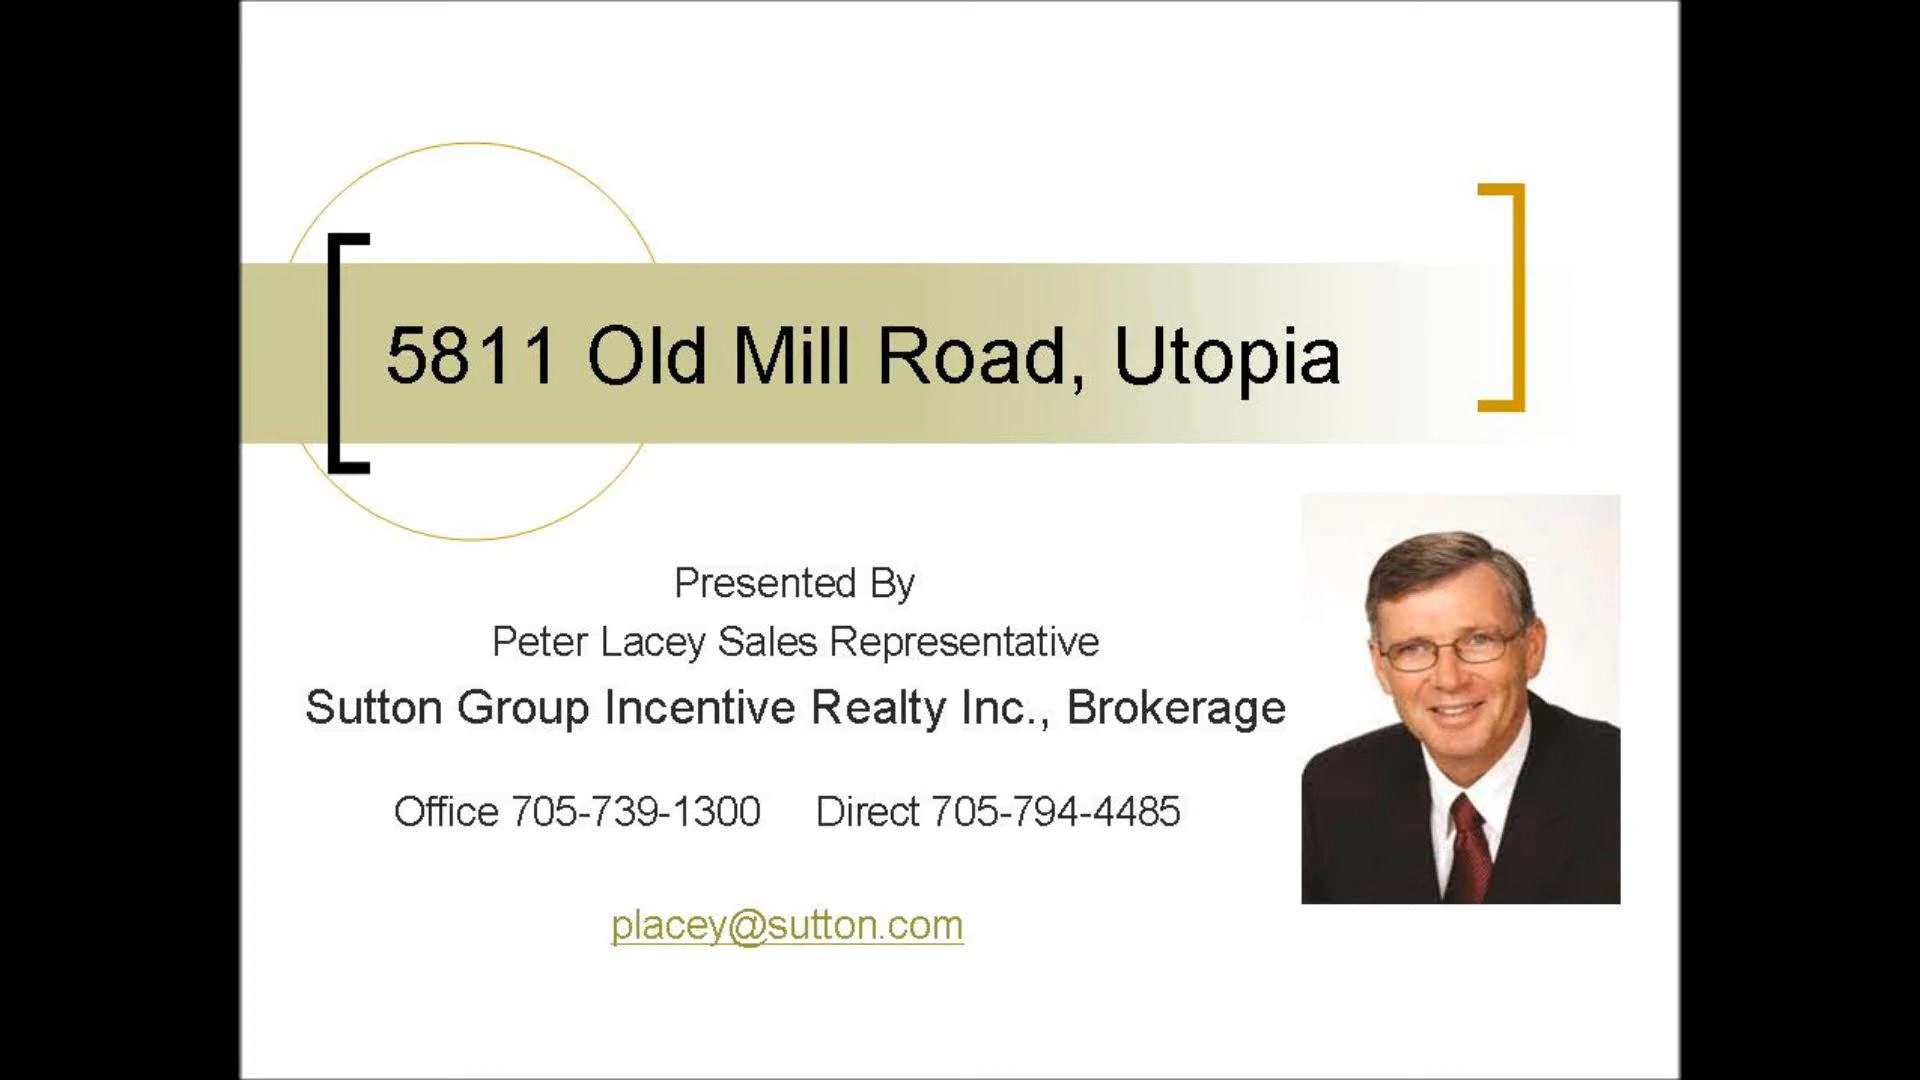 5811 Old Mill Road, Utopia
Presented By
Peter Lacey Sales Representative
Sutton Group Incentive Realty Inc., Brokerage
Office 705-739-1300 Direct 705-794-4485
placey@sutton.com